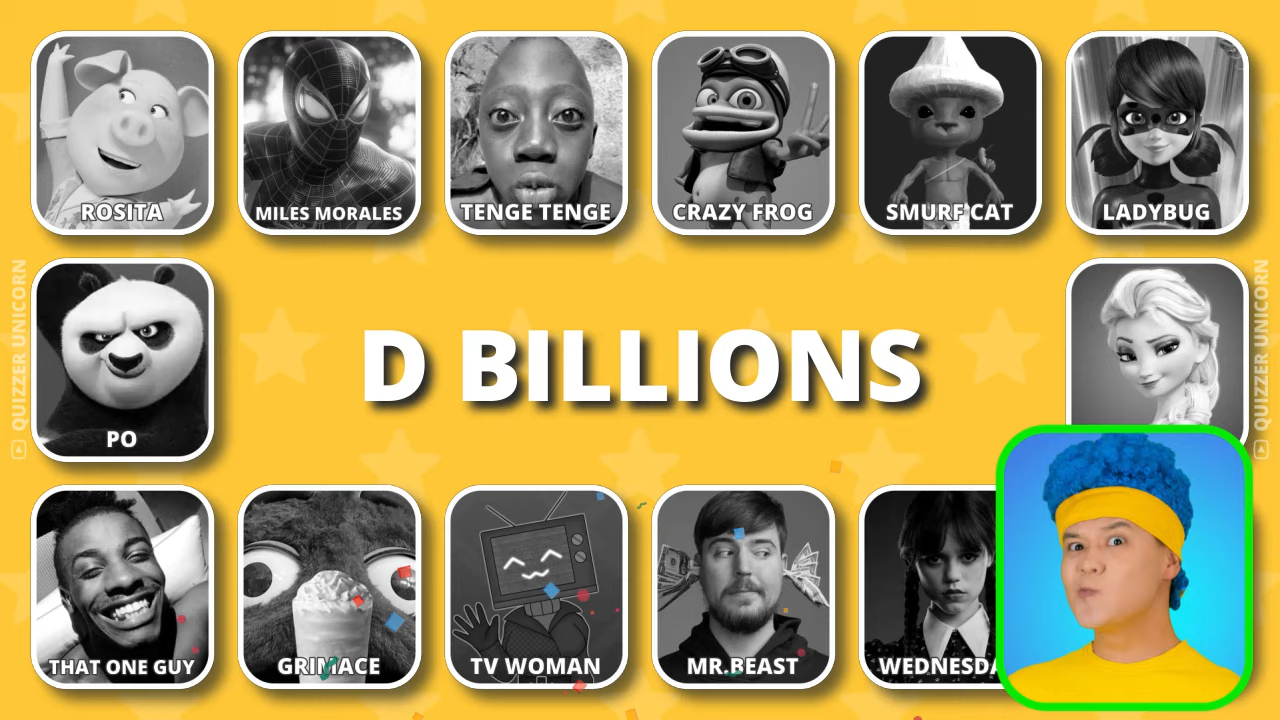 ROSITA
MILES MORALES
TENGE TENGE
CRAZY FROG
SMURF CAT
LADYBUG
QUIZZER UNICORN
PO
D BILLIONS
QUIZZER UNICORN
THAT ONE GUY
GRIMACE
TV WOMAN
MR.BEAST
WEDNESDA